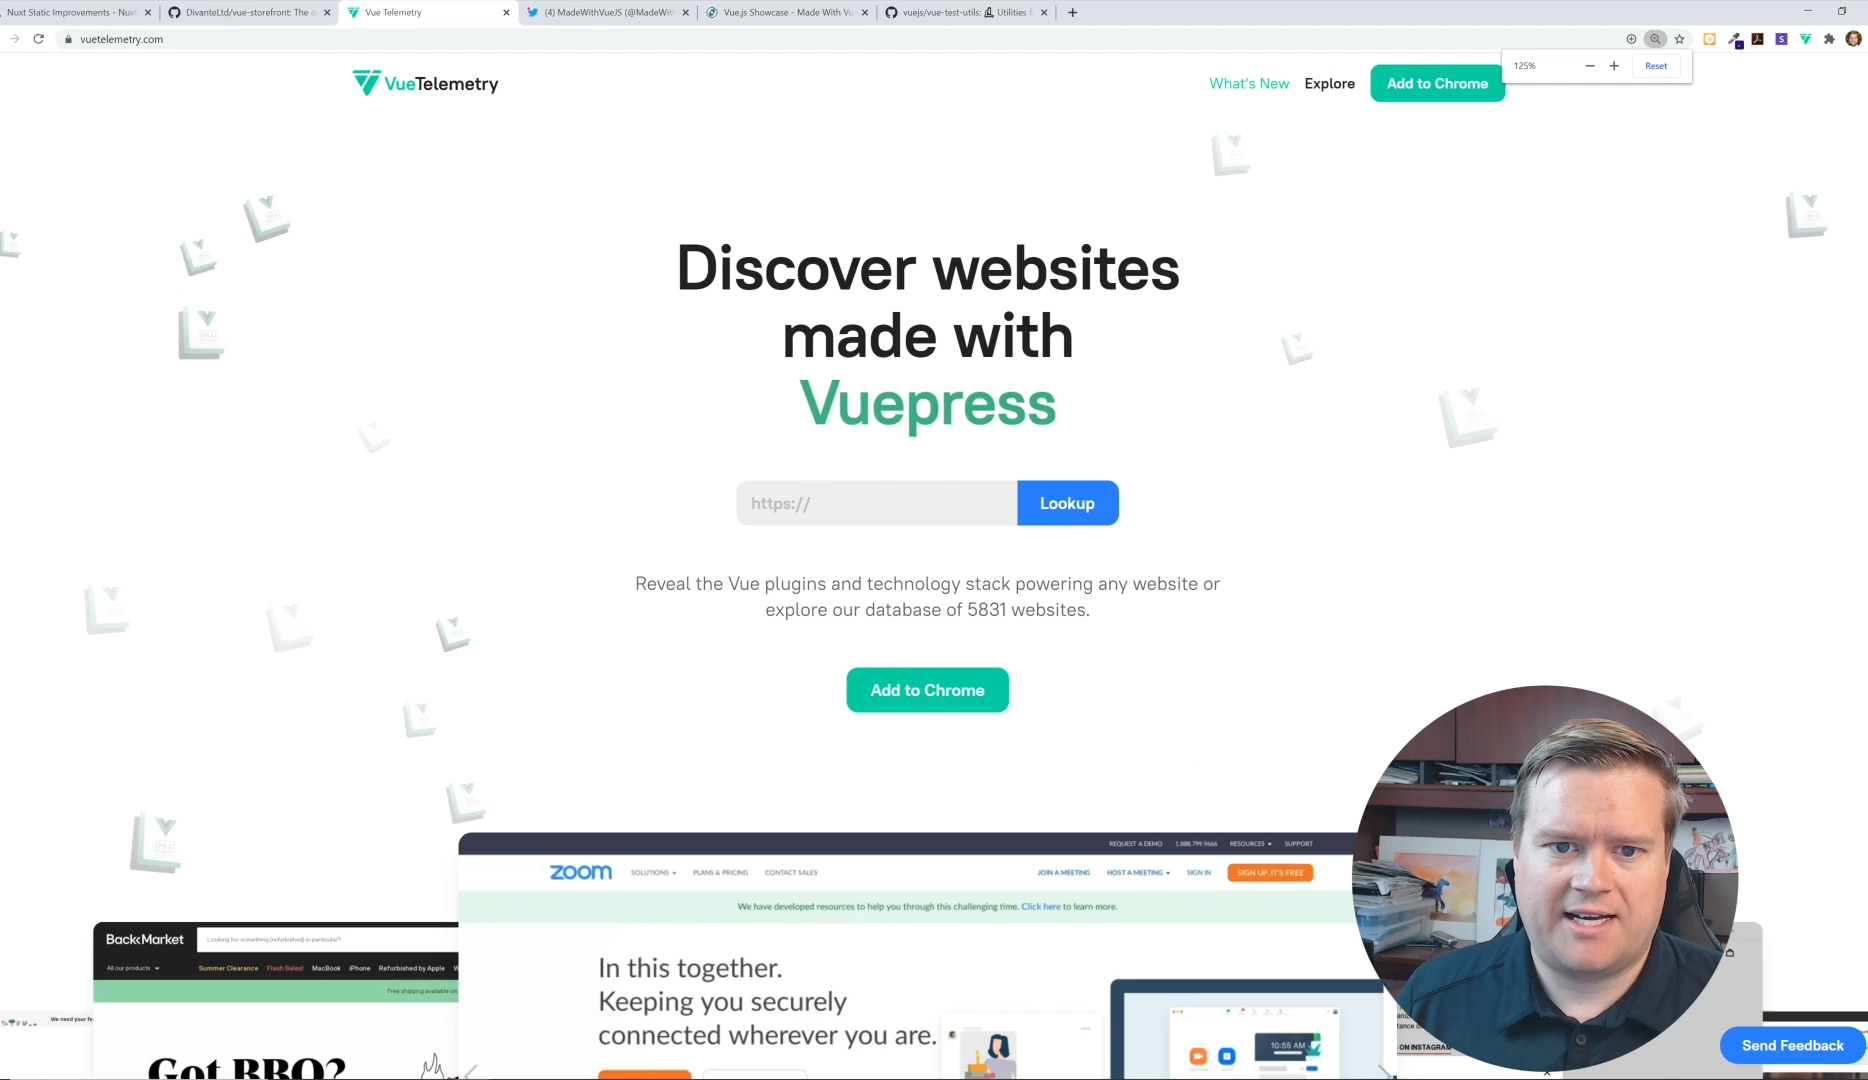 Nuxt Static Improvements - Nuxt
DivanteLtd/vue-storefront: The o
Vue Telemetry
(4) MadeWithVueJS (@MadeWit
Vue.js Showcase - Made With Vu
vuejs/vue-test-utils: Utilities f
vuetelemetry.com
125%
Reset
VueTelemetry
What's New
Explore
Add to Chrome
Discover websites
made with
Vuepress
https://
Lookup
Reveal the Vue plugins and technology stack powering any website or
explore our database of 5831 websites.
Add to Chrome
REQUEST A DEMO 1.888.799.9666 RESOURCES SUPPORT
zoom SOLUTIONS PLANS & PRICING CONTACT SALES JOIN A MEETING HOST A MEETING SIGN IN SIGN UP, IT'S FREE
We have developed resources to help you through this challenging time. Click here to learn more.
In this together.
Keeping you securely
connected wherever you are.
10:55 AM
Back Market Looking for something (refurbished) in particular?
All our products Summer Clearance Flash Sales! MacBook iPhone Refurbished by Apple
Free shipping available on
We need your fe
Got BBQ?
S ON INSTAGRAM
Send Feedback